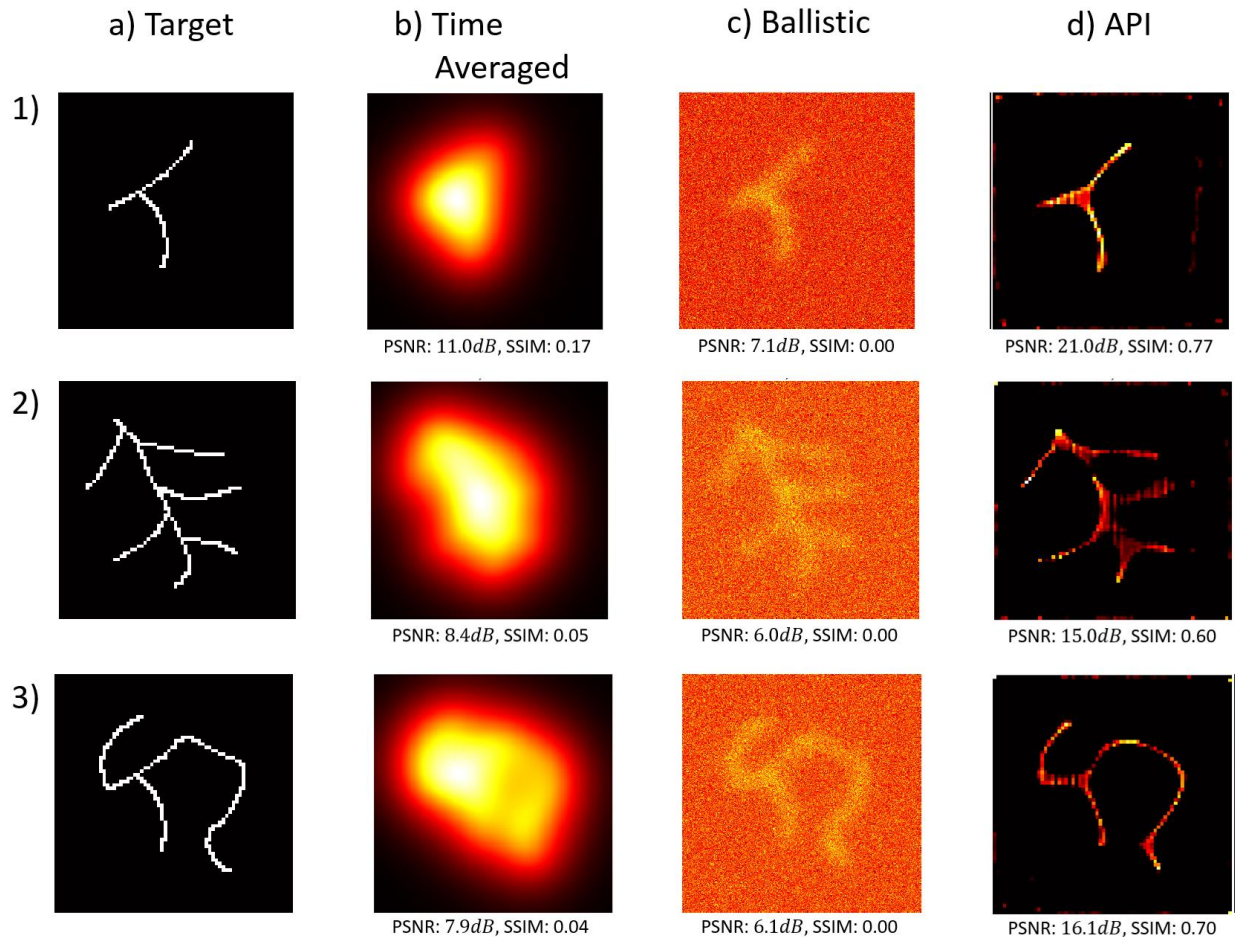 a) Target
b) Time
Averaged
c) Ballistic
d) API
1)
PSNR: 11.0dB, SSIM: 0.17
PSNR: 7.1dB, SSIM: 0.00
PSNR: 21.0dB, SSIM: 0.77
2)
PSNR: 8.4dB, SSIM: 0.05
PSNR: 6.0dB, SSIM: 0.00
PSNR: 15.0dB, SSIM: 0.60
3)
PSNR: 7.9dB, SSIM: 0.04
PSNR: 6.1dB, SSIM: 0.00
PSNR: 16.1dB, SSIM: 0.70